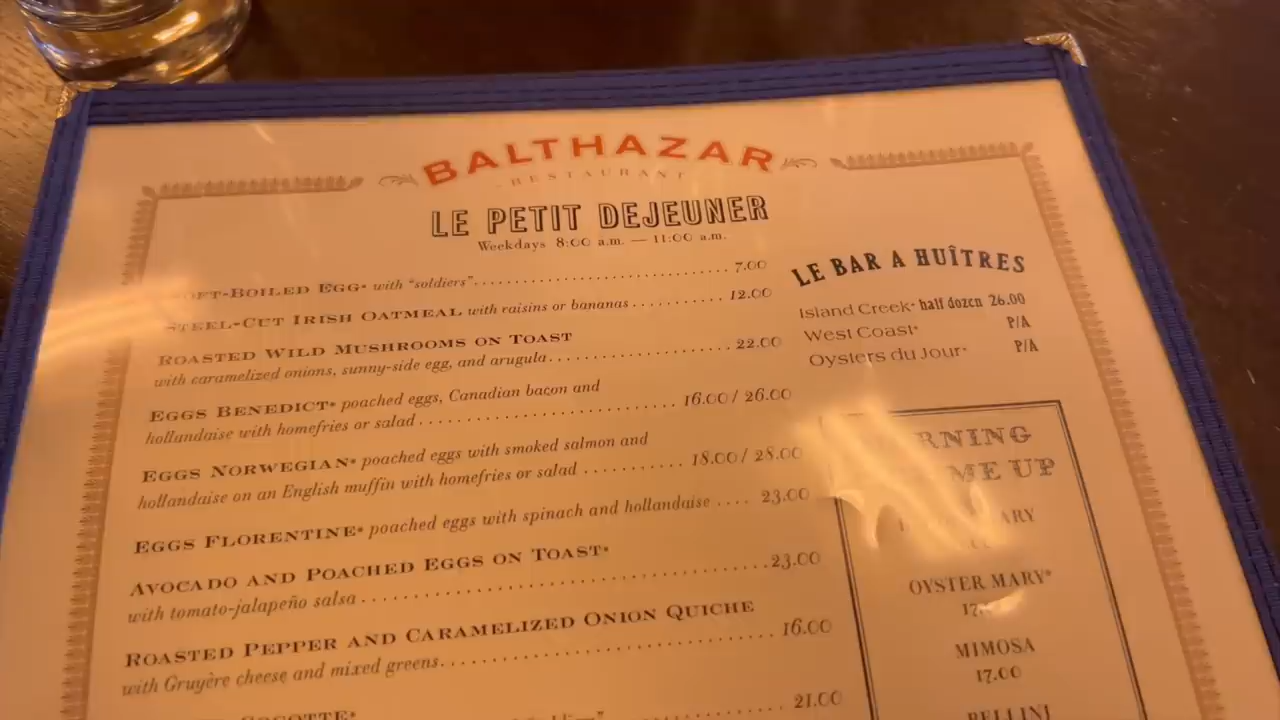 BALTHAZAR
RESTAURANT
LE PETIT DEJEUNER
Weekdays 8:00 a.m. — 11:00 a.m.
SOFT-BOILED EGG* with "soldiers" 7.00
STEEL-CUT IRISH OATMEAL with raisins or bananas 12.00
ROASTED WILD MUSHROOMS ON TOAST
with caramelized onions, sunny-side egg, and arugula 22.00
EGGS BENEDICT* poached eggs, Canadian bacon and
hollandaise with homefries or salad 16.00 / 26.00
EGGS NORWEGIAN* poached eggs with smoked salmon and
hollandaise on an English muffin with homefries or salad 18.00 / 28.00
EGGS FLORENTINE* poached eggs with spinach and hollandaise 23.00
AVOCADO AND POACHED EGGS ON TOAST*
with tomato-jalapeño salsa 23.00
ROASTED PEPPER AND CARAMELIZED ONION QUICHE
with Gruyère cheese and mixed greens 16.00
21.00
LE BAR A HUÎTRES
Island Creek* half dozen 26.00
West Coast* P/A
Oysters du Jour* P/A
ME UP
OYSTER MARY*
MIMOSA
17.00
BELLINI